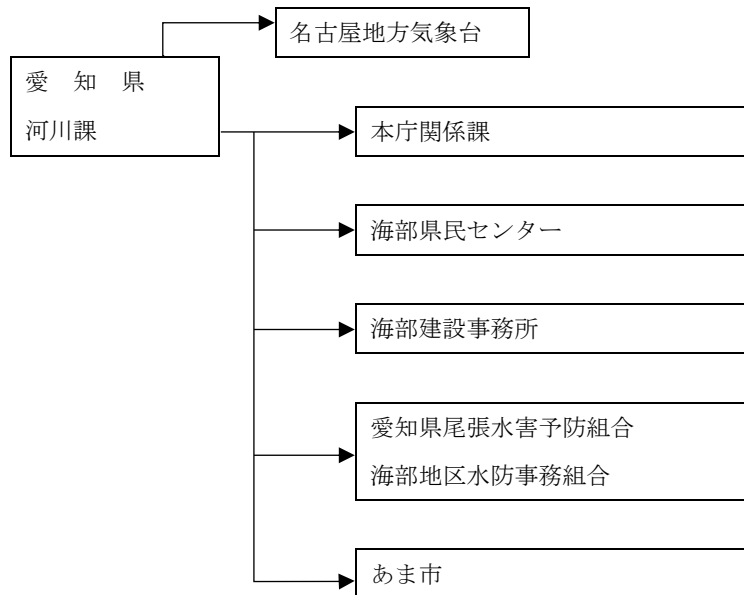 名古屋地方気象台
愛　知　県
河川課
本庁関係課
海部県民センター
海部建設事務所
愛知県尾張水害予防組合
海部地区水防事務組合
あま市